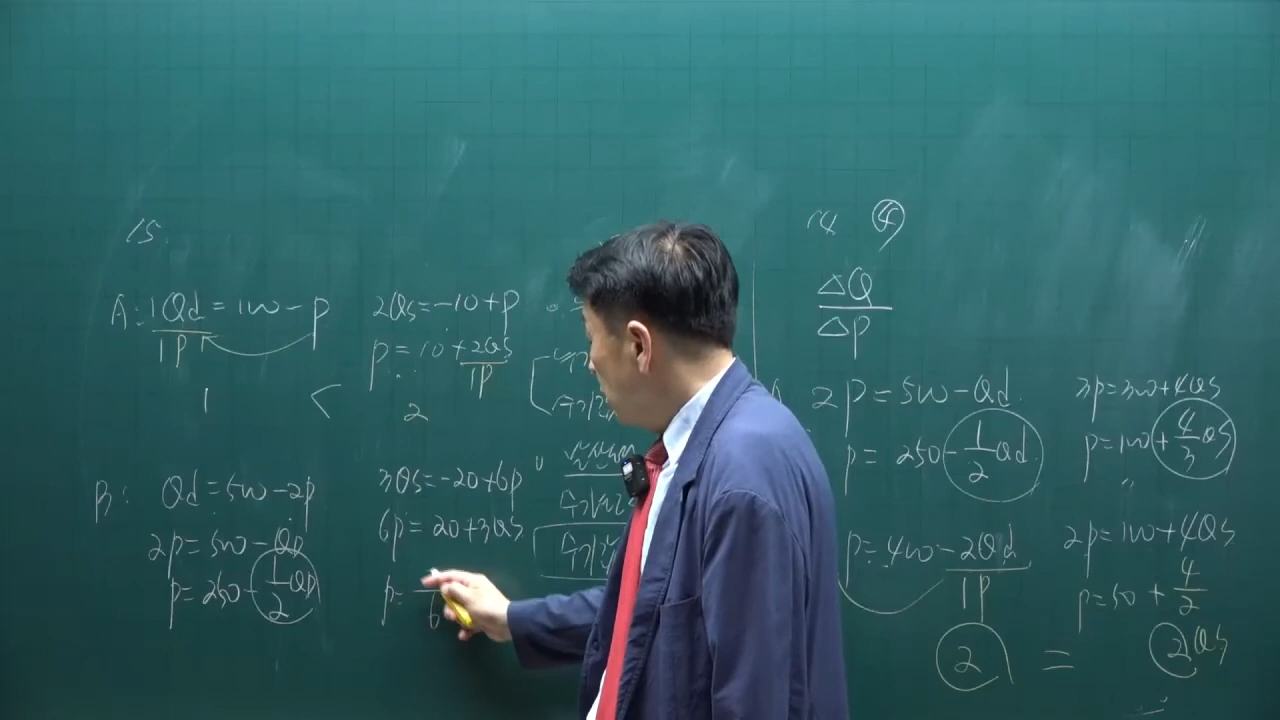 15.
A: 1Qd = 100 - P
1P
1 <
2Qs = -10 + P
P = 10 + 2Qs
1P
2
B: Qd = 500 - 2P
2P = 500 - QD
P = 250 - 1/2 QD
3Qs = -20 + 6P
6P = 20 + 3Qs
P =
6
14 ④
ΔQ
ΔP
2P = 500 - Qd
P = 250 - 1/2 Qd
3P = 300 + 4Qs
P = 100 + 4/3 Qs
P = 400 - 2Qd
1P
2P = 100 + 4Qs
P = 50 + 4/2
2 = 2Qs